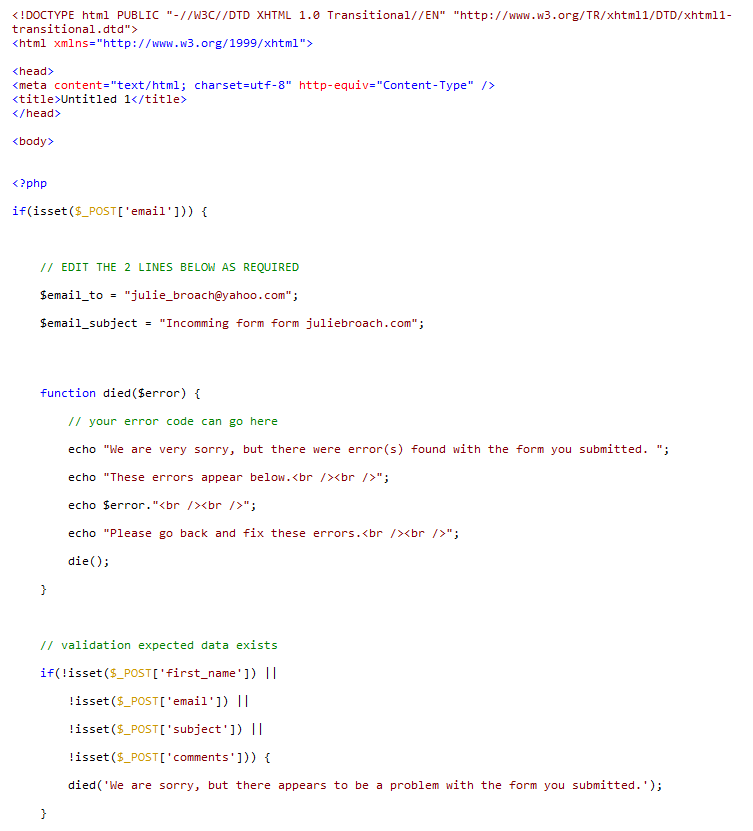 <!DOCTYPE html PUBLIC "-//W3C//DTD XHTML 1.0 Transitional//EN" "http://www.w3.org/TR/xhtml1/DTD/xhtml1-
transitional.dtd">
<html xmlns="http://www.w3.org/1999/xhtml">
<head>
<meta content="text/html; charset=utf-8" http-equiv="Content-Type" />
<title>Untitled 1</title>
</head>
<body>
<?php
if(isset($_POST['email'])) {
// EDIT THE 2 LINES BELOW AS REQUIRED
$email_to = "julie_broach@yahoo.com";
$email_subject = "Incomming form form juliebroach.com";
function died($error) {
// your error code can go here
echo "We are very sorry, but there were error(s) found with the form you submitted. ";
echo "These errors appear below.<br /><br />";
echo $error."<br /><br />";
echo "Please go back and fix these errors.<br /><br />";
die();
}
// validation expected data exists
if(!isset($_POST['first_name']) ||
!isset($_POST['email']) ||
!isset($_POST['subject']) ||
!isset($_POST['comments'])) {
died('We are sorry, but there appears to be a problem with the form you submitted.');
}